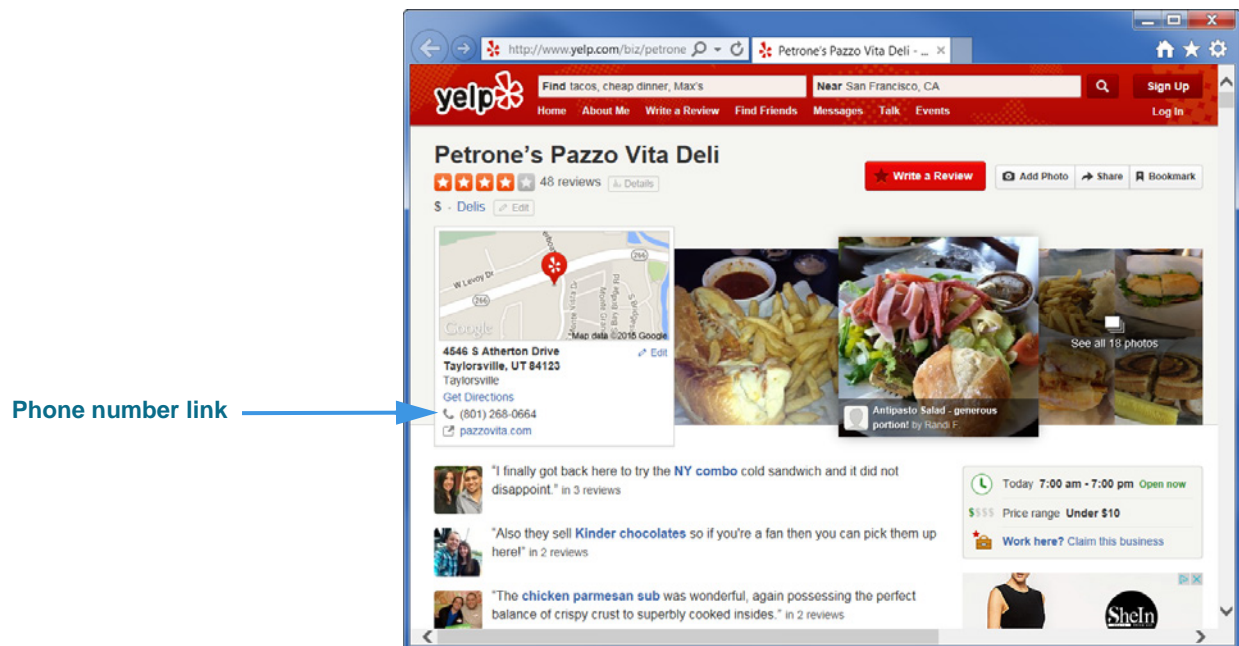 http://www.yelp.com/biz/petrone
Petrone's Pazzo Vita Deli - ...
yelp
Find tacos, cheap dinner, Max's
Near San Francisco, CA
Sign Up
Home About Me Write a Review Find Friends Messages Talk Events
Log In
Petrone's Pazzo Vita Deli
48 reviews Details
Write a Review
Add Photo Share Bookmark
$ · Delis Edit
W Levoy Dr
266
266
Google
Map data ©2015 Google
See all 18 photos
4546 S Atherton Drive
Edit
Taylorsville, UT 84123
Taylorsville
Get Directions
Phone number link
(801) 268-0664
pazzovita.com
Antipasto Salad - generous
portion! by Randi F.
"I finally got back here to try the NY combo cold sandwich and it did not
disappoint." in 3 reviews
Today 7:00 am - 7:00 pm Open now
$$$$ Price range Under $10
"Also they sell Kinder chocolates so if you're a fan then you can pick them up
here!" in 2 reviews
Work here? Claim this business
"The chicken parmesan sub was wonderful, again possessing the perfect
balance of crispy crust to superbly cooked insides." in 2 reviews
SheIn